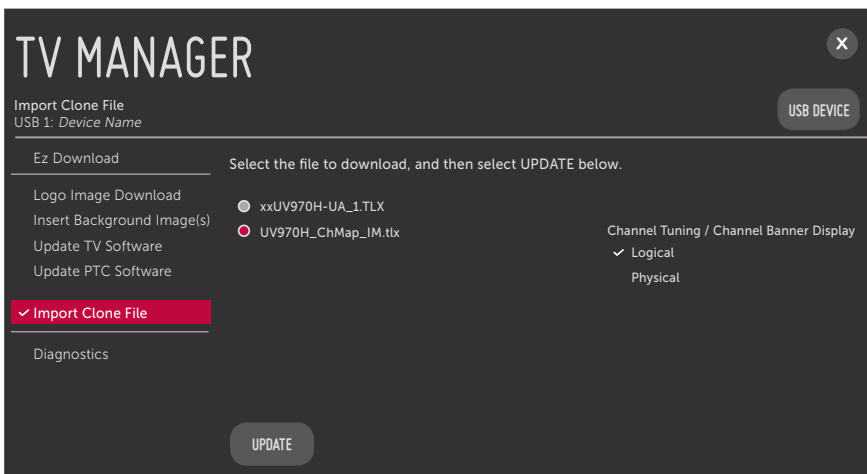 TV MANAGER
X
Import Clone File
USB 1: Device Name
USB DEVICE
Ez Download
Logo Image Download
Insert Background Image(s)
Update TV Software
Update PTC Software
Import Clone File
Diagnostics
Select the file to download, and then select UPDATE below.
xxUV970H-UA_1.TLX
UV970H_ChMap_IM.tlx
Channel Tuning / Channel Banner Display
Logical
Physical
UPDATE